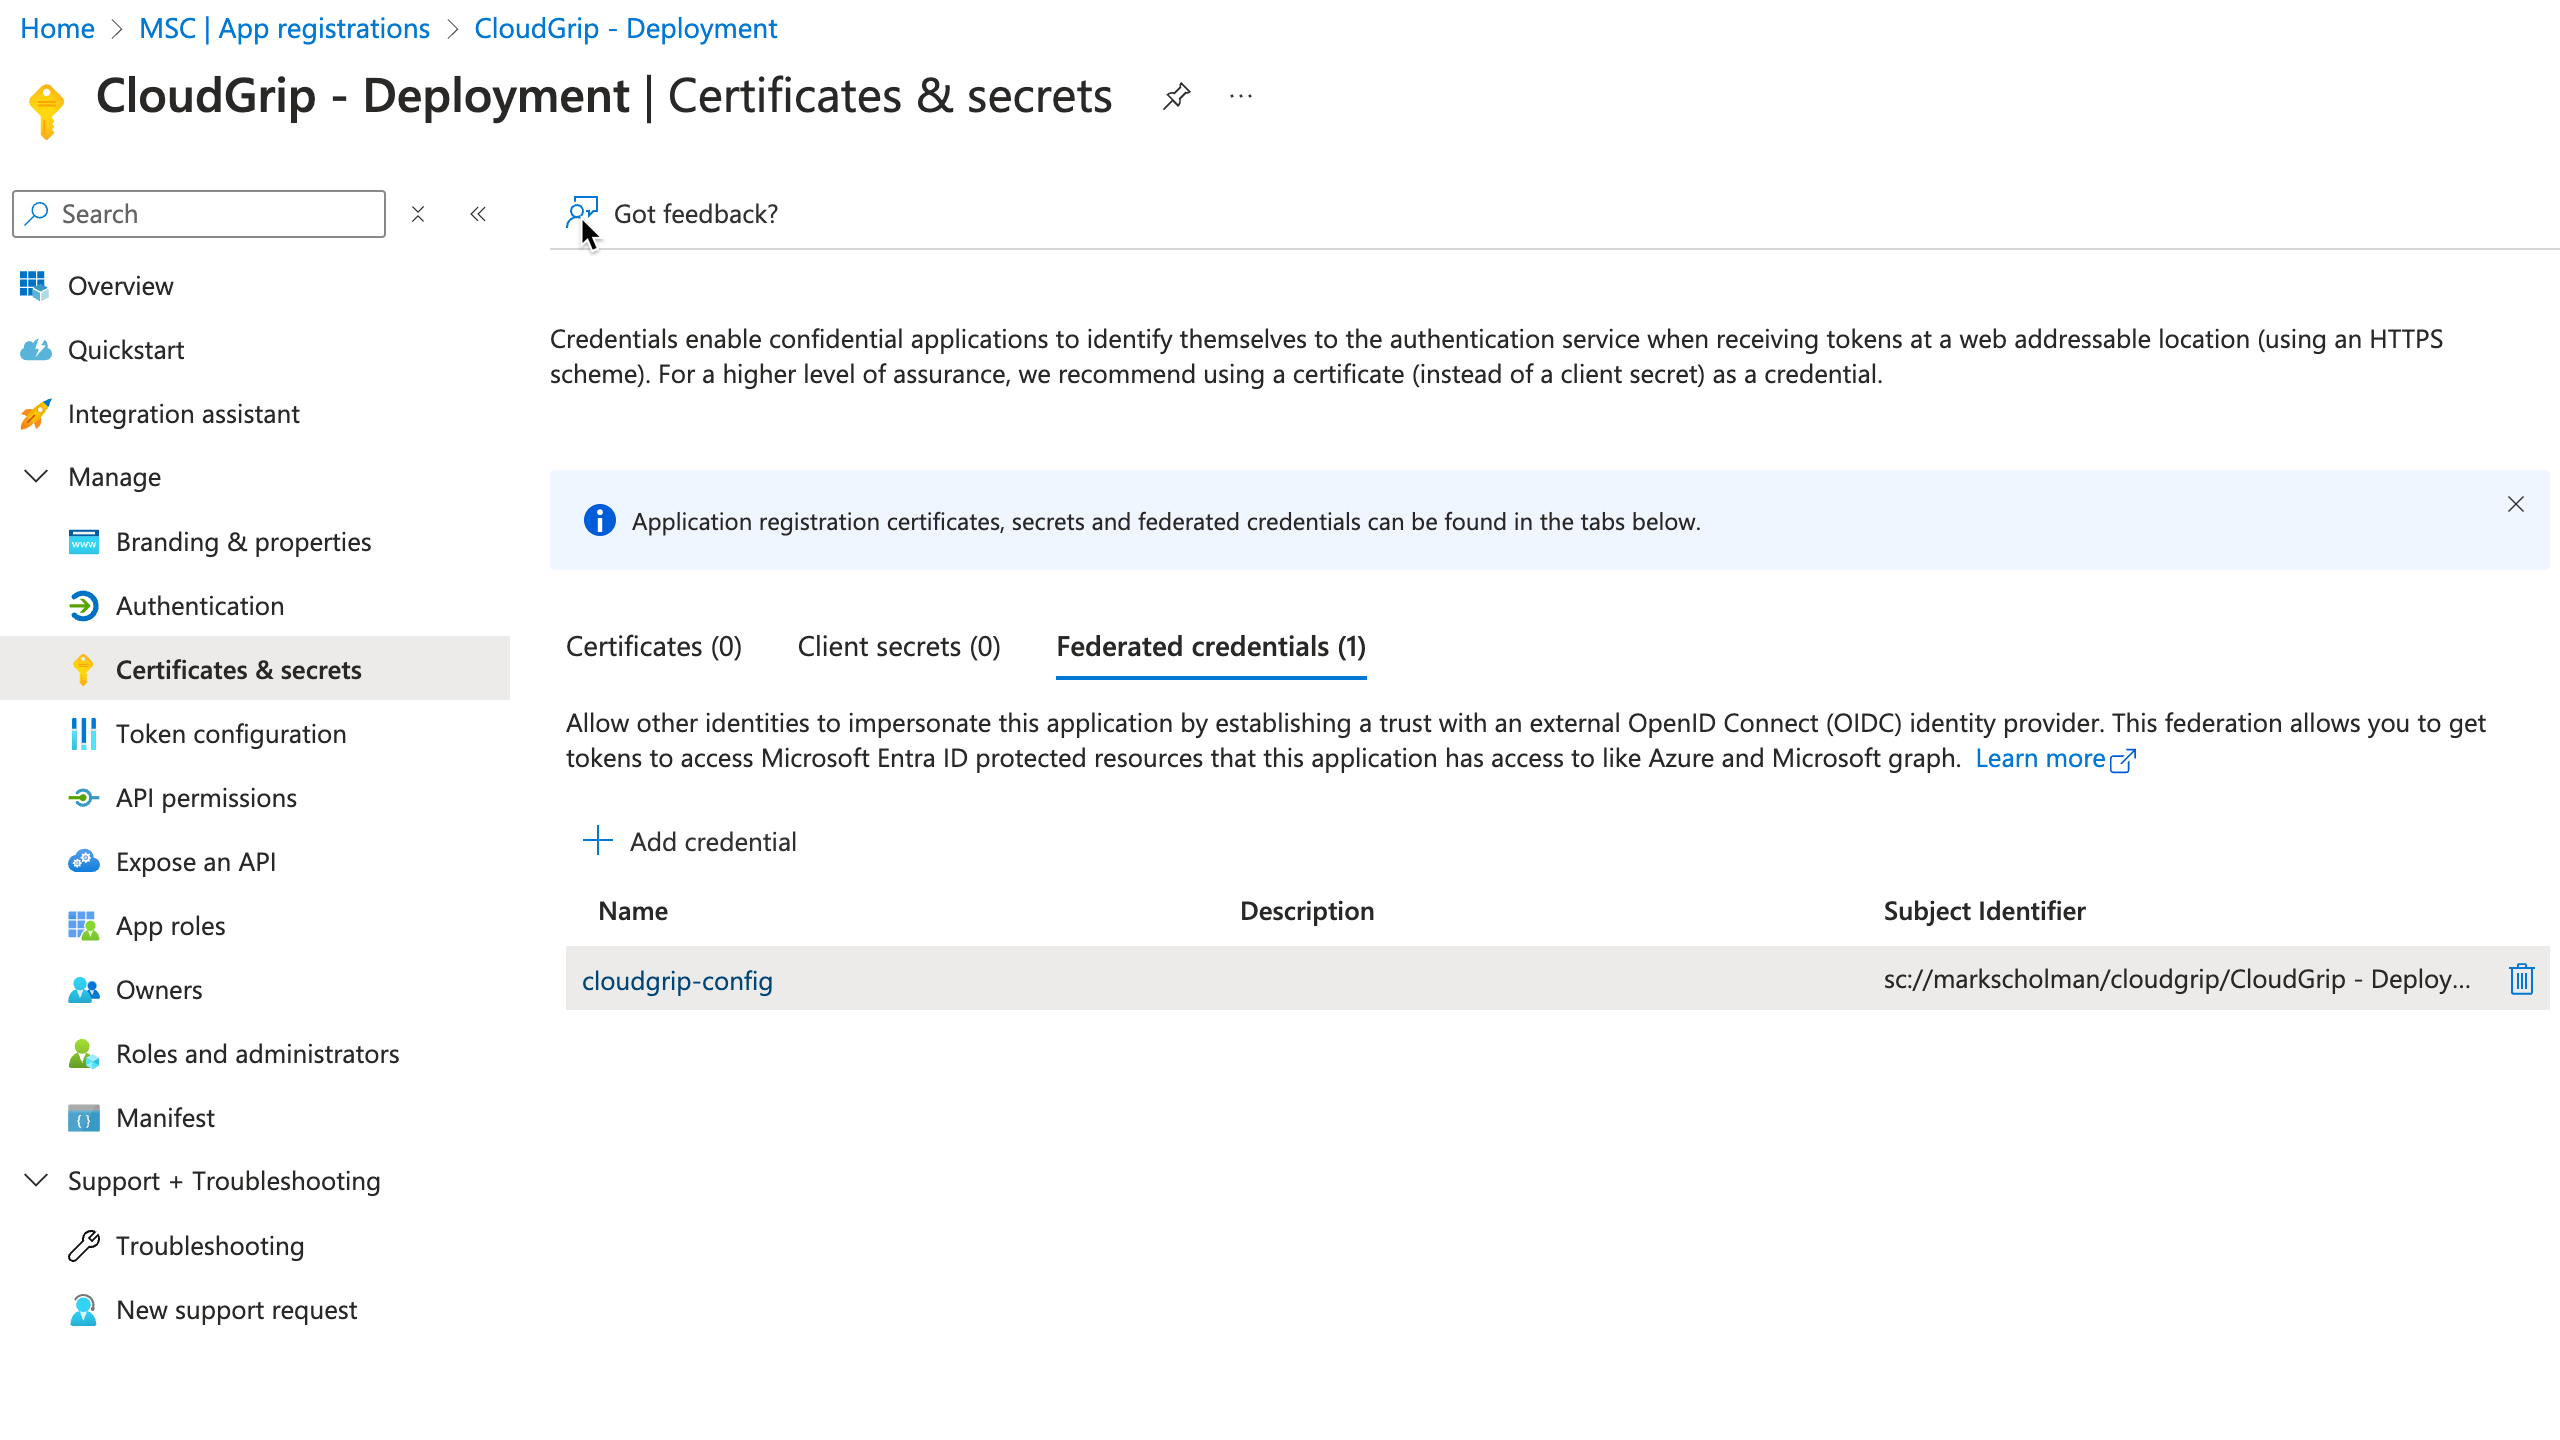 Home > MSC | App registrations > CloudGrip - Deployment
CloudGrip - Deployment | Certificates & secrets
Search
Got feedback?
Overview
Quickstart
Integration assistant
Manage
Branding & properties
Authentication
Certificates & secrets
Token configuration
API permissions
Expose an API
App roles
Owners
Roles and administrators
Manifest
Support + Troubleshooting
Troubleshooting
New support request
Credentials enable confidential applications to identify themselves to the authentication service when receiving tokens at a web addressable location (using an HTTPS
scheme). For a higher level of assurance, we recommend using a certificate (instead of a client secret) as a credential.
Application registration certificates, secrets and federated credentials can be found in the tabs below.
Certificates (0) Client secrets (0) Federated credentials (1)
Allow other identities to impersonate this application by establishing a trust with an external OpenID Connect (OIDC) identity provider. This federation allows you to get
tokens to access Microsoft Entra ID protected resources that this application has access to like Azure and Microsoft graph. Learn more
Add credential
Name Description Subject Identifier
cloudgrip-config sc://markscholman/cloudgrip/CloudGrip - Deploy...